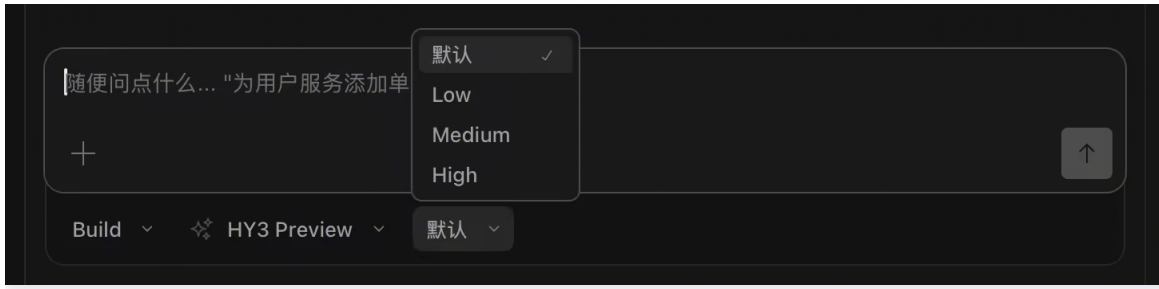 默认 ✓
随便问点什么... "为用户服务添加单
Low
Medium
High
Build
HY3 Preview
默认